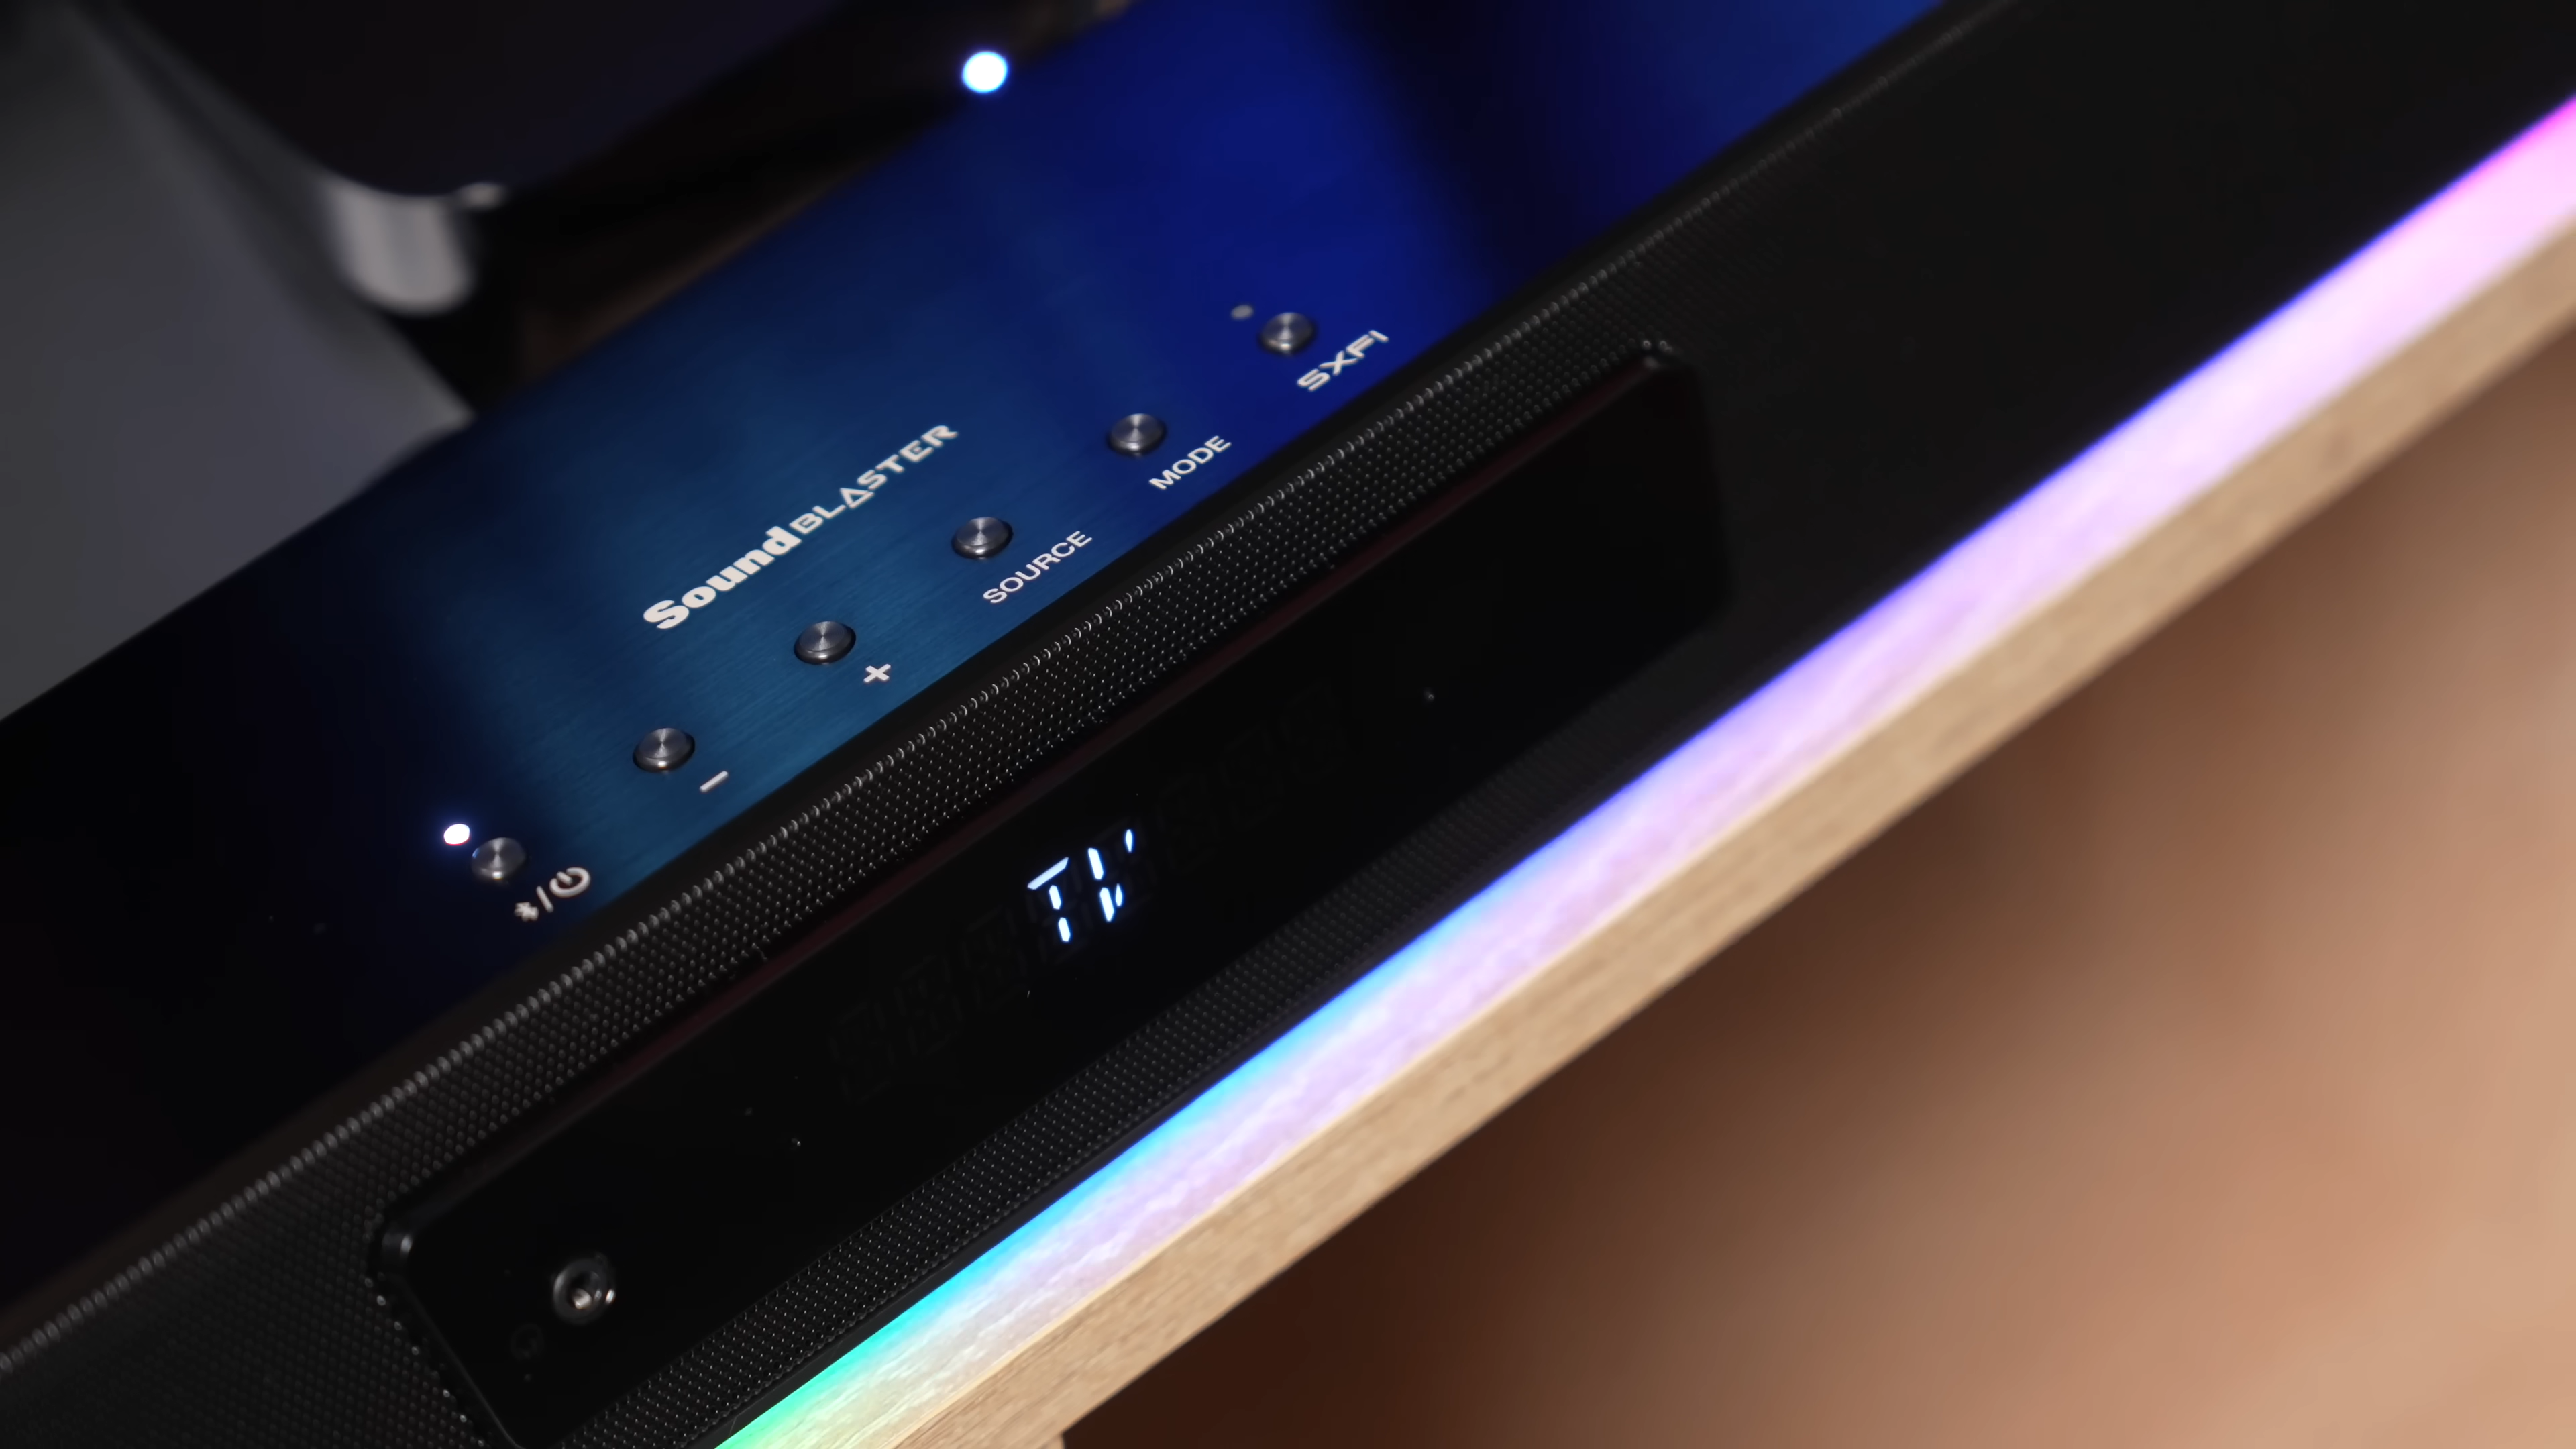 Sound BLASTER
SXFI
MODE
SOURCE
+
-
/
TV